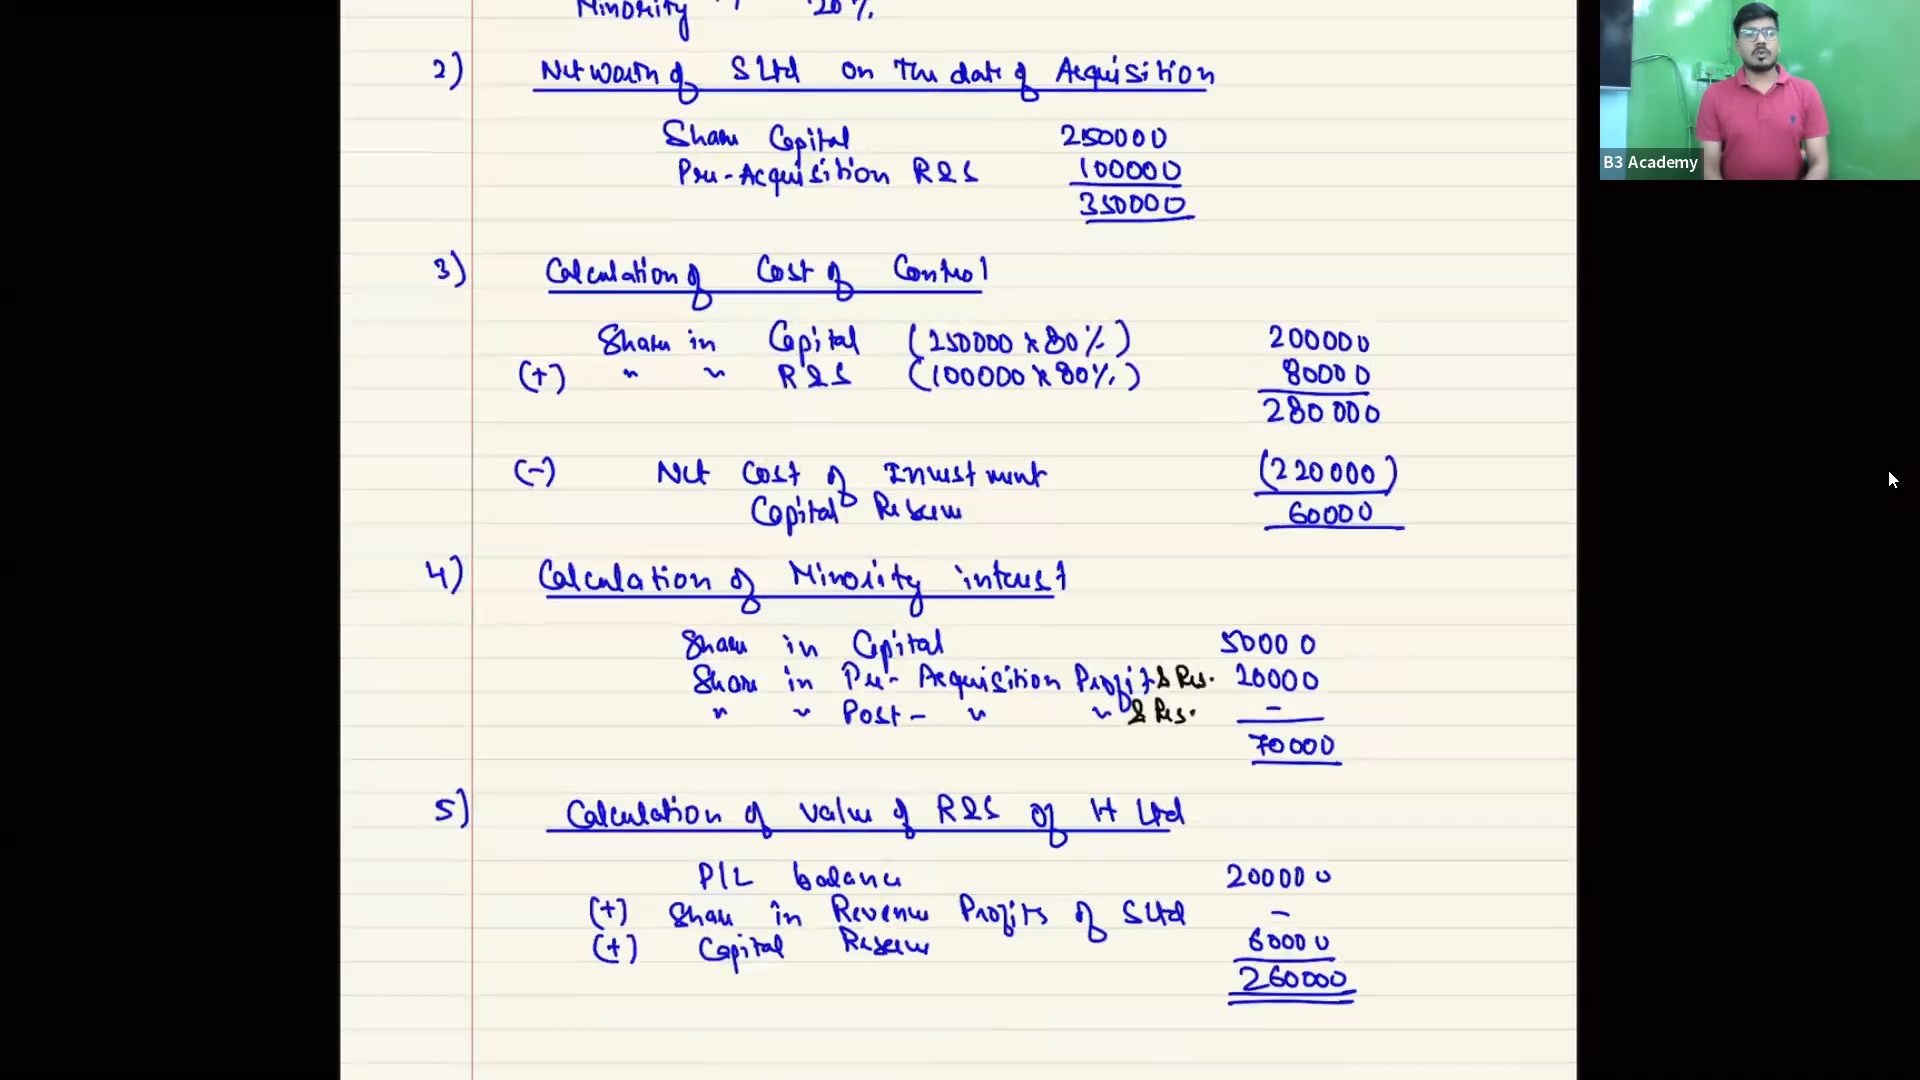 Minority " 20%
2) Networth of S Ltd on the date of Acquisition
Share Capital 250000
Pre-Acquisition R&S 100000
350000
3) Calculation of Cost of Control
Share in Capital (250000 x 80%) 200000
(+) " " R&S (100000 x 80%) 80000
280000
(-) Net Cost of Investment (220000)
Capital Reserve 60000
4) Calculation of Minority interest
Share in Capital 50000
Share in Pre-Acquisition Profit & Res. 20000
" " Post- " " & Res. -
70000
5) Calculation of value of R&S of H Ltd
P/L balance 200000
(+) Share in Revenue Profits of S Ltd -
(+) Capital Reserve 60000
260000
B3 Academy